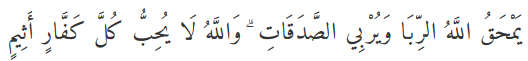 يَمْحَقُ اللَّهُ الرِّبَا وَيُرْبِي الصَّدَقَاتِ ۗ وَاللَّهُ لَا يُحِبُّ كُلَّ كَفَّارٍ أَثِيمٍ